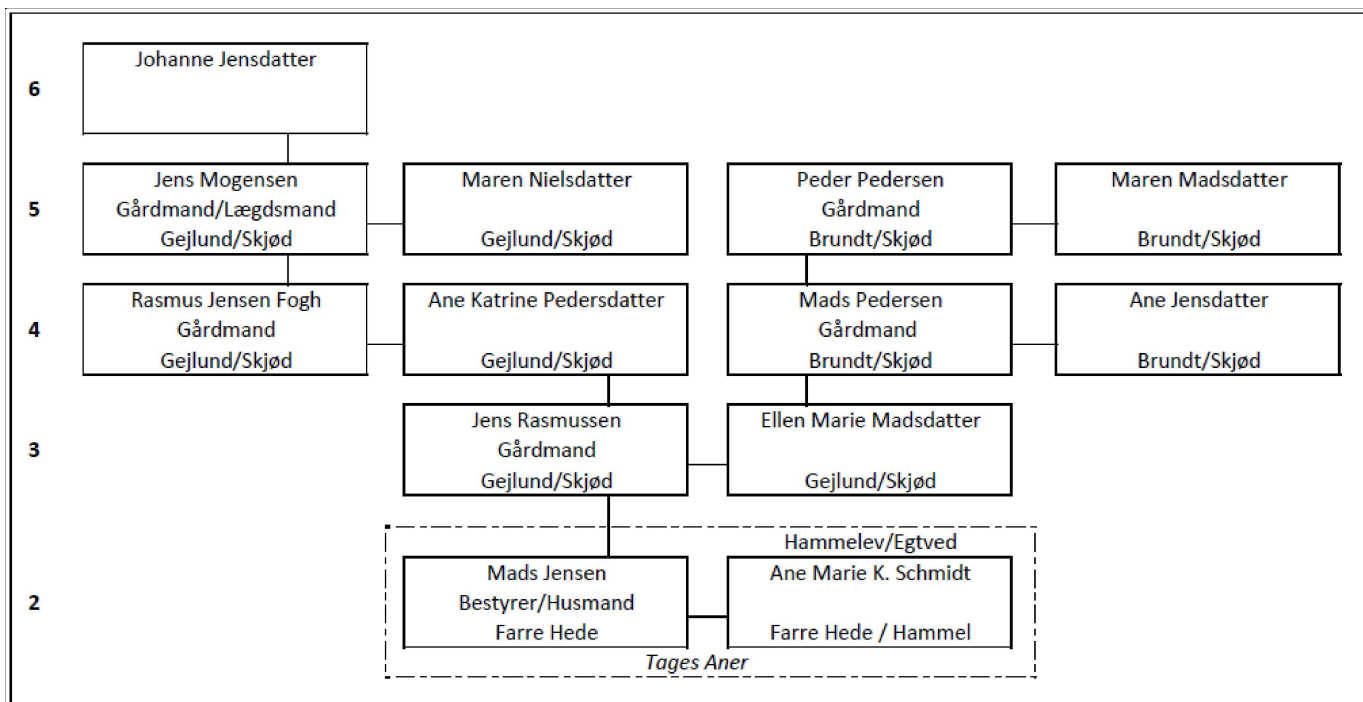 6
Johanne Jensdatter
5
Jens Mogensen
Gårdmand/Lægdsmand
Gejlund/Skjød
Maren Nielsdatter
Gejlund/Skjød
Peder Pedersen
Gårdmand
Brundt/Skjød
Maren Madsdatter
Brundt/Skjød
4
Rasmus Jensen Fogh
Gårdmand
Gejlund/Skjød
Ane Katrine Pedersdatter
Gejlund/Skjød
Mads Pedersen
Gårdmand
Brundt/Skjød
Ane Jensdatter
Brundt/Skjød
3
Jens Rasmussen
Gårdmand
Gejlund/Skjød
Ellen Marie Madsdatter
Gejlund/Skjød
2
Hammelev/Egtved
Mads Jensen
Bestyrer/Husmand
Farre Hede
Ane Marie K. Schmidt
Farre Hede / Hammel
Tages Aner